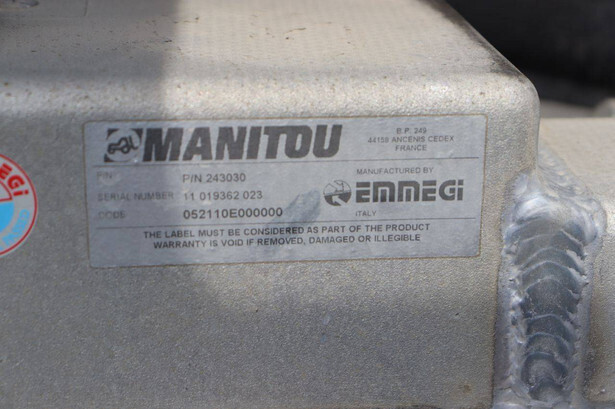 MANITOU
B.P. 249
44158 ANCENIS CEDEX
FRANCE
P/N P/N 243030
SERIAL NUMBER 11 019362 023
CODE 052110E000000
MANUFACTURED BY
EMMEGI
ITALY
THE LABEL MUST BE CONSIDERED AS PART OF THE PRODUCT
WARRANTY IS VOID IF REMOVED, DAMAGED OR ILLEGIBLE